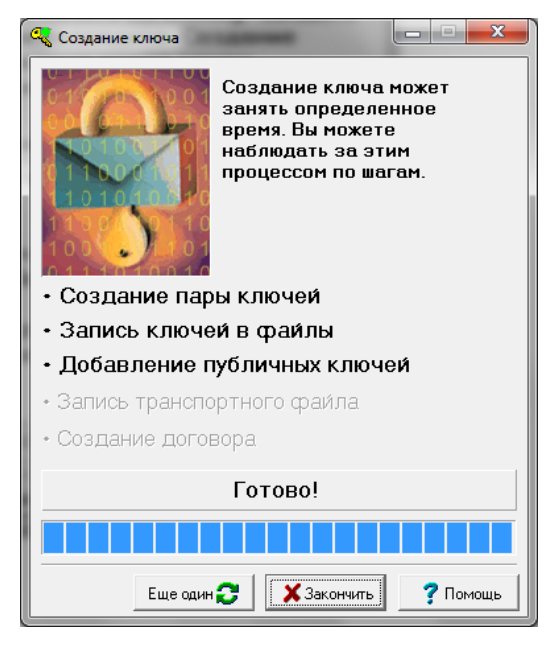 Создание ключа
Создание ключа может
занять определенное
время. Вы можете
наблюдать за этим
процессом по шагам.
• Создание пары ключей
• Запись ключей в файлы
• Добавление публичных ключей
• Запись транспортного файла
• Создание договора
Готово!
Еще один
Закончить
Помощь